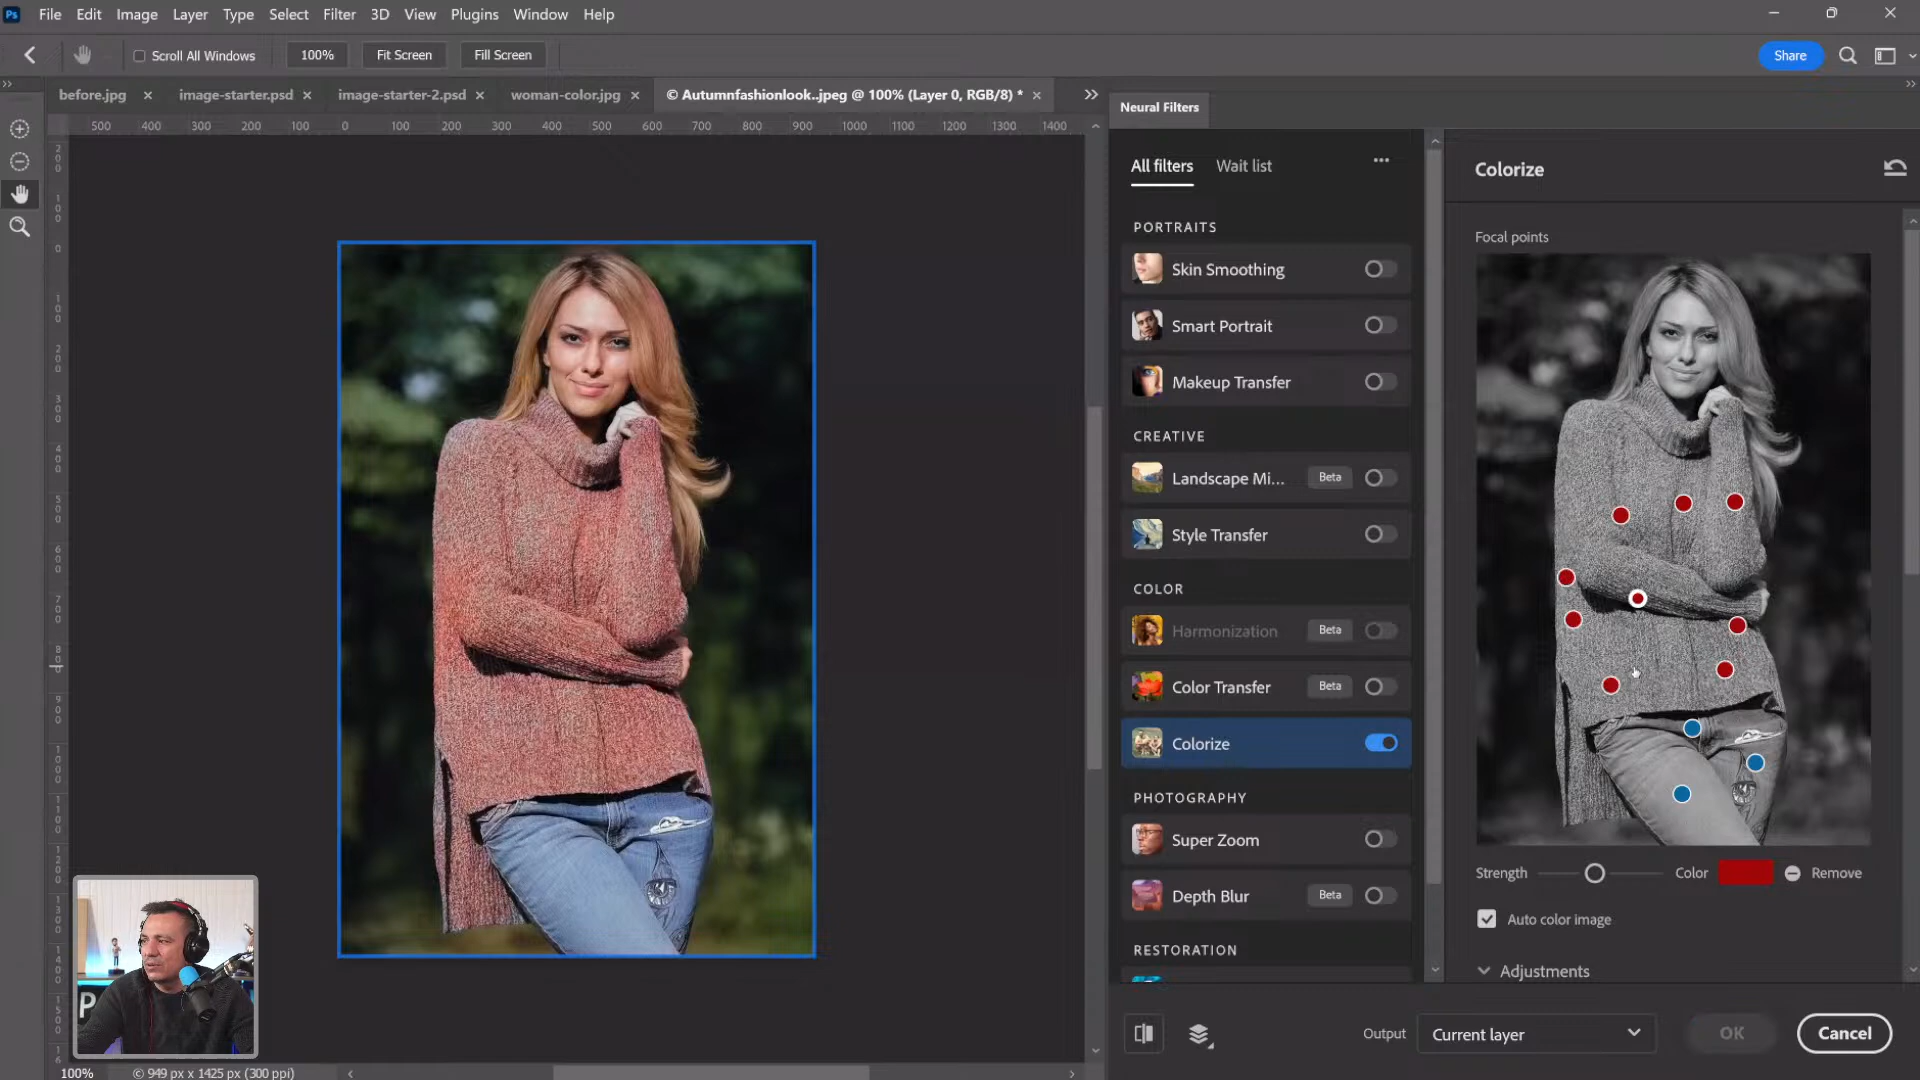 Ps File Edit Image Layer Type Select Filter 3D View Plugins Window Help
Scroll All Windows 100% Fit Screen Fill Screen Share
before.jpg image-starter.psd image-starter-2.psd woman-color.jpg © Autumnfashionlook..jpeg @ 100% (Layer 0, RGB/8) *
Neural Filters
500 400 300 200 100 0 100 200 300 400 500 600 700 800 900 1000 1100 1200 1300 1400
All filters Wait list
Colorize
PORTRAITS
Focal points
Skin Smoothing
Smart Portrait
Makeup Transfer
CREATIVE
Landscape Mi... Beta
Style Transfer
COLOR
Harmonization Beta
Color Transfer Beta
Colorize
PHOTOGRAPHY
Super Zoom
Strength Color Remove
Depth Blur Beta
Auto color image
RESTORATION
Adjustments
Output Current layer OK Cancel
100% © 949 px x 1425 px (300 ppi)